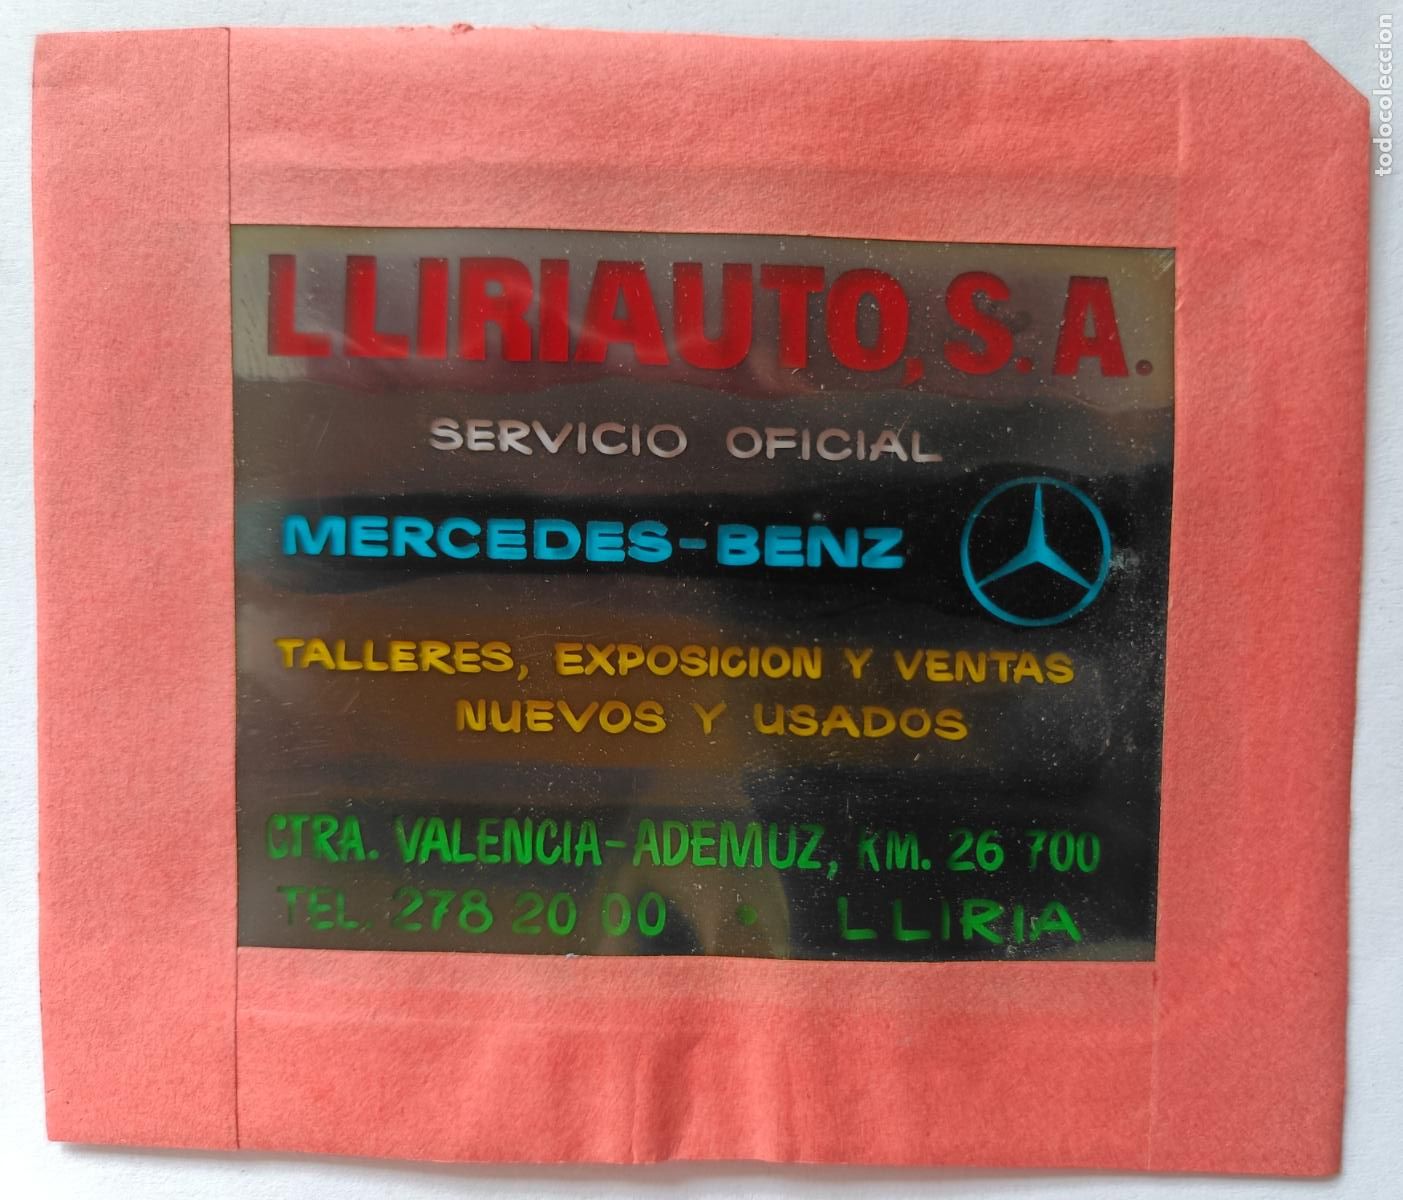 LLIRIAUTO, S.A.
SERVICIO OFICIAL
MERCEDES-BENZ
TALLERES, EXPOSICION Y VENTAS
NUEVOS Y USADOS
CTRA. VALENCIA-ADEMUZ, KM. 26 700
TEL. 278 20 00 • LLIRIA
todocoleccion